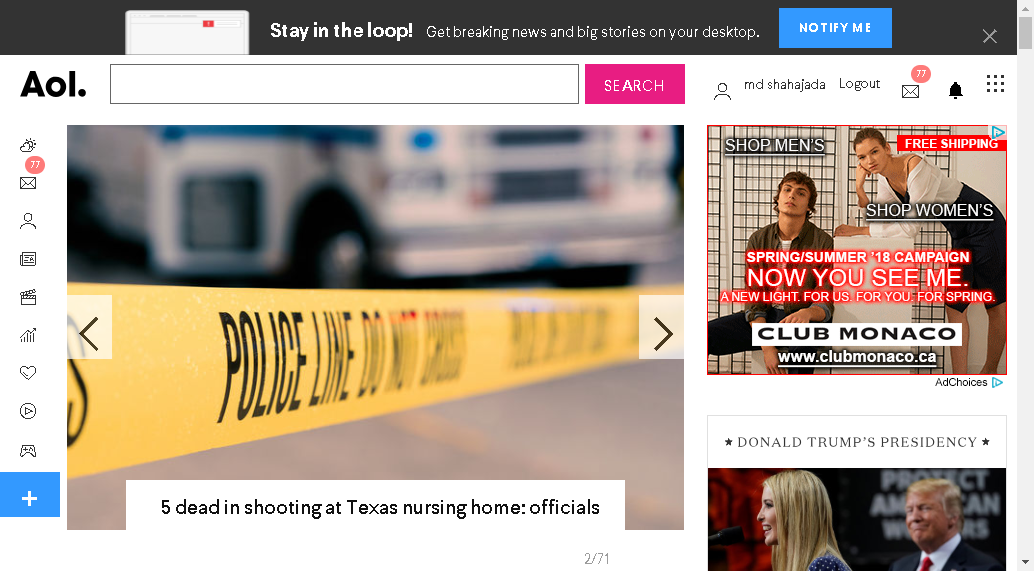 Stay in the loop! Get breaking news and big stories on your desktop. NOTIFY ME
Aol. SEARCH md shahajada Logout 77
77
SHOP MEN'S
FREE SHIPPING
SHOP WOMEN'S
SPRING/SUMMER '18 CAMPAIGN
NOW YOU SEE ME.
A NEW LIGHT. FOR US. FOR YOU. FOR SPRING.
CLUB MONACO
www.clubmonaco.ca
AdChoices
POLICE LINE DO NOT CROSS
5 dead in shooting at Texas nursing home: officials
2/71
★ DONALD TRUMP'S PRESIDENCY ★
PROTECT
AMERICAN
WORKERS